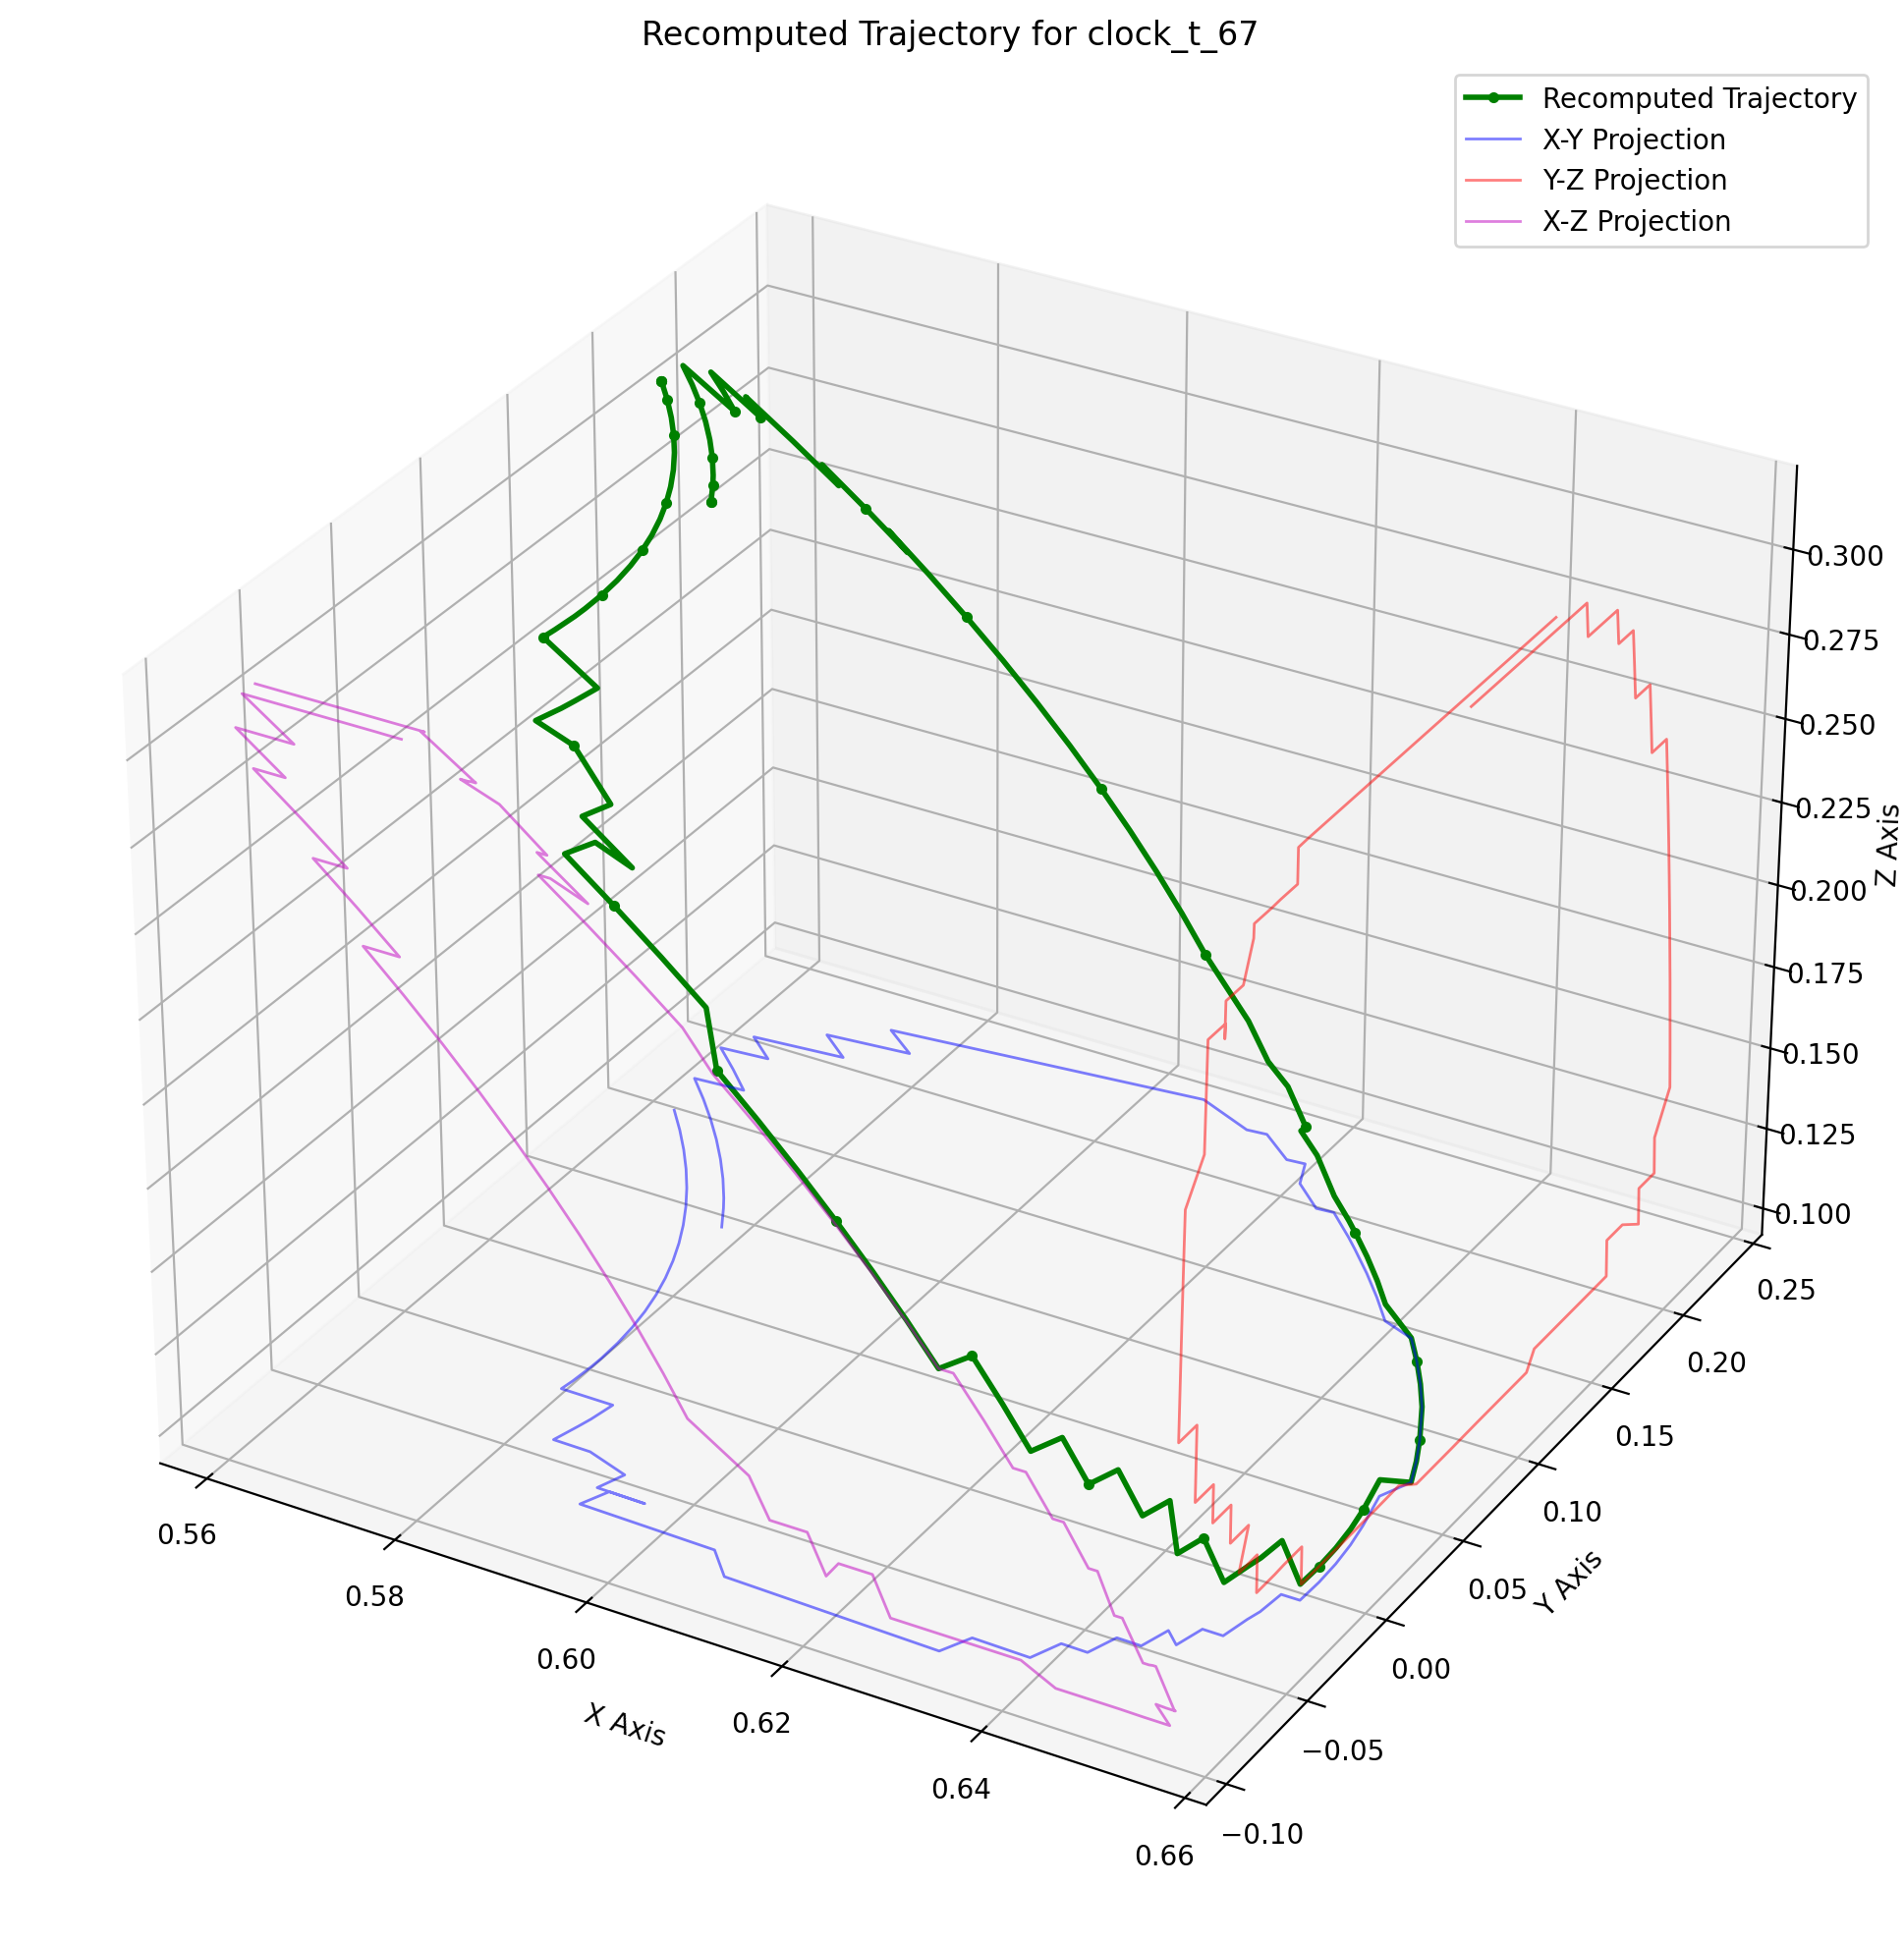 Recomputed Trajectory for clock_t_67
Recomputed Trajectory
X-Y Projection
Y-Z Projection
X-Z Projection
0.300
0.275
0.250
0.225
0.200
0.175
0.150
0.125
0.100
Z Axis
0.25
0.20
0.15
0.10
0.05
0.00
−0.05
−0.10
Y Axis
0.56
0.58
0.60
0.62
0.64
0.66
X Axis